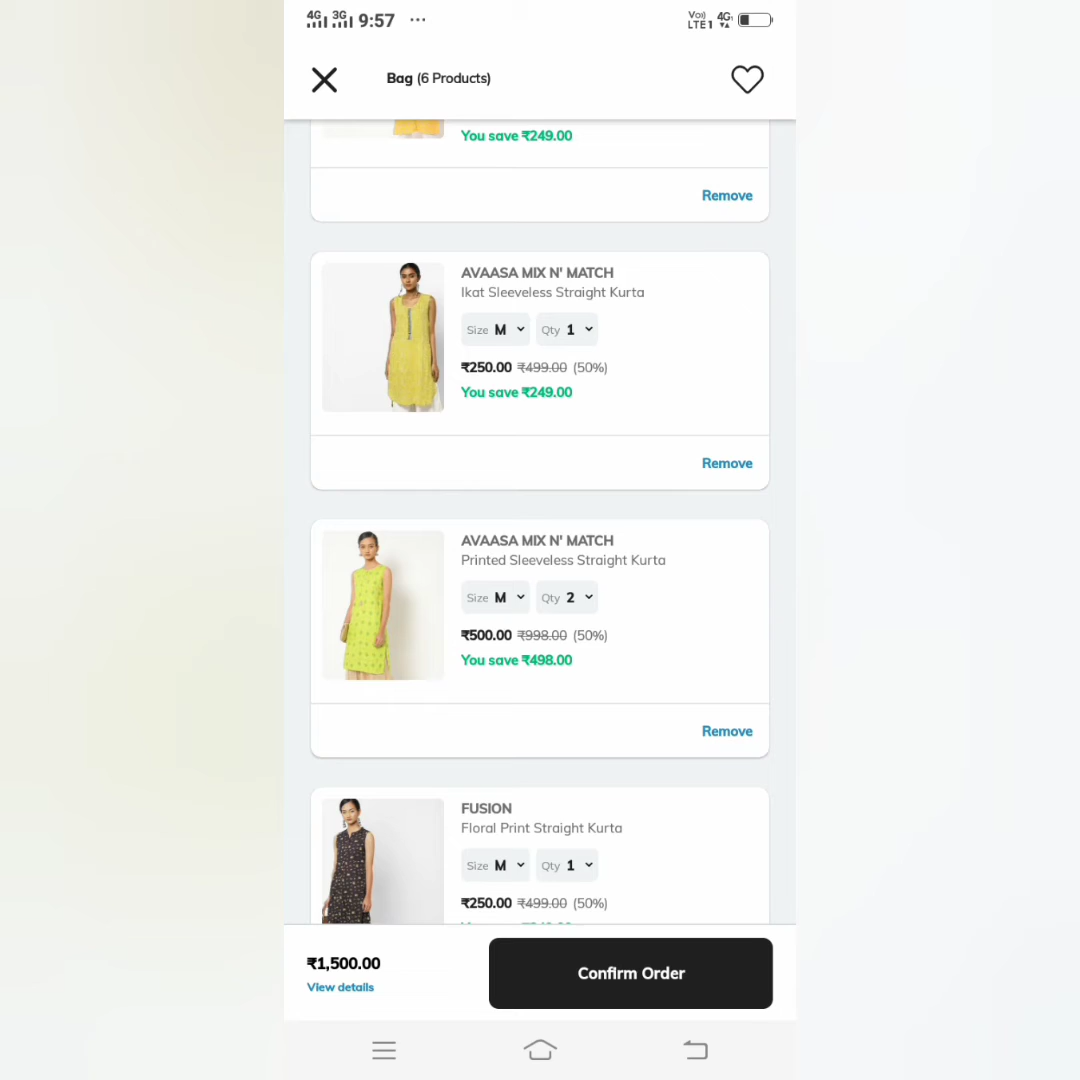 4G 3G 9:57 ...
Vo) LTE 1 4G
Bag (6 Products)
You save ₹249.00
Remove
AVAASA MIX N' MATCH
Ikat Sleeveless Straight Kurta
Size M Qty 1
₹250.00 ₹499.00 (50%)
You save ₹249.00
Remove
AVAASA MIX N' MATCH
Printed Sleeveless Straight Kurta
Size M Qty 2
₹500.00 ₹998.00 (50%)
You save ₹498.00
Remove
FUSION
Floral Print Straight Kurta
Size M Qty 1
₹250.00 ₹499.00 (50%)
₹1,500.00
View details
Confirm Order